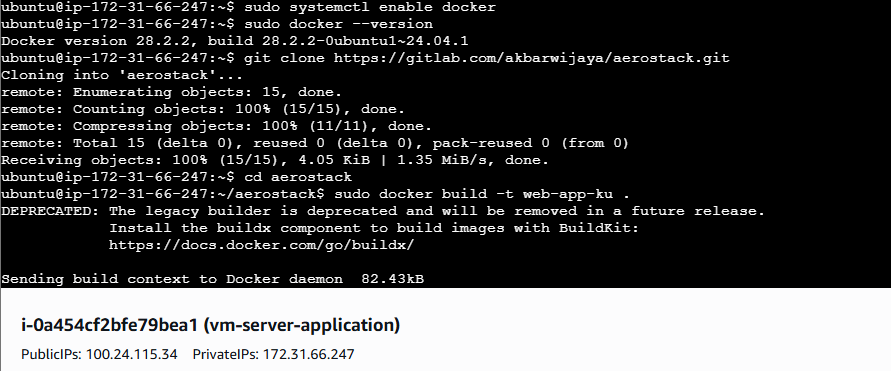 ubuntu@ip-172-31-66-247:~$ sudo systemctl enable docker
ubuntu@ip-172-31-66-247:~$ sudo docker --version
Docker version 28.2.2, build 28.2.2-0ubuntu1~24.04.1
ubuntu@ip-172-31-66-247:~$ git clone https://gitlab.com/akbarwijaya/aerostack.git
Cloning into 'aerostack'...
remote: Enumerating objects: 15, done.
remote: Counting objects: 100% (15/15), done.
remote: Compressing objects: 100% (11/11), done.
remote: Total 15 (delta 0), reused 0 (delta 0), pack-reused 0 (from 0)
Receiving objects: 100% (15/15), 4.05 KiB | 1.35 MiB/s, done.
ubuntu@ip-172-31-66-247:~$ cd aerostack
ubuntu@ip-172-31-66-247:~/aerostack$ sudo docker build -t web-app-ku .
DEPRECATED: The legacy builder is deprecated and will be removed in a future release.
            Install the buildx component to build images with BuildKit:
            https://docs.docker.com/go/buildx/
Sending build context to Docker daemon  82.43kB
i-0a454cf2bfe79bea1 (vm-server-application)
PublicIPs: 100.24.115.34    PrivateIPs: 172.31.66.247